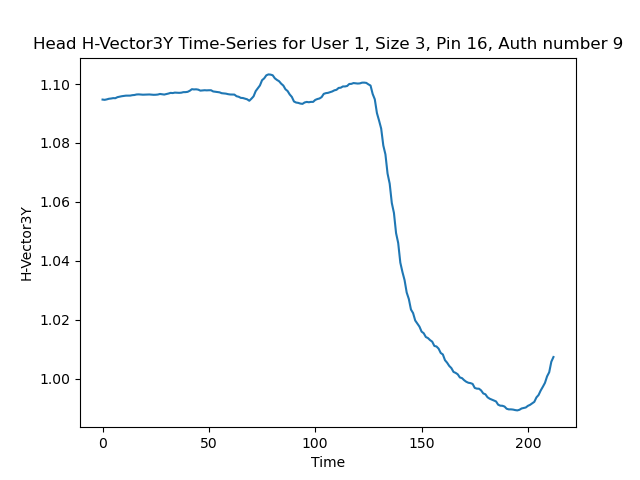 Head H-Vector3Y Time-Series for User 1, Size 3, Pin 16, Auth number 9
1.10
1.08
1.06
1.04
1.02
1.00
H-Vector3Y
0 50 100 150 200
Time